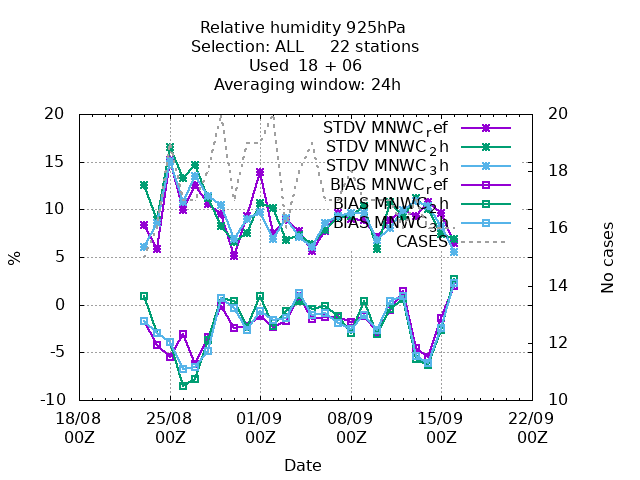 Relative humidity 925hPa
Selection: ALL 22 stations
Used 18 + 06
Averaging window: 24h
20
15
10
5
0
-5
-10
%
20
18
16
14
12
10
No cases
STDV MNWC_ref
STDV MNWC_2h
STDV MNWC_3h
BIAS MNWC_ref
BIAS MNWC_2h
BIAS MNWC_3h
CASES
18/08 25/08 01/09 08/09 15/09 22/09
00Z 00Z 00Z 00Z 00Z 00Z
Date